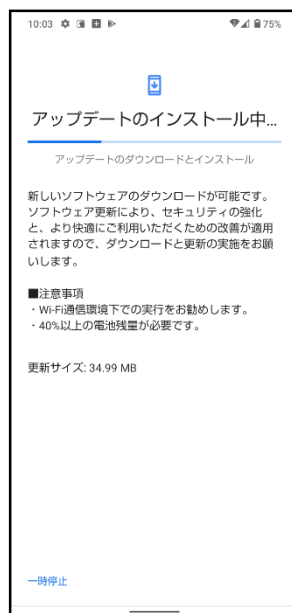 10:03 75%
アップデートのインストール中...
アップデートのダウンロードとインストール
新しいソフトウェアのダウンロードが可能です。
ソフトウェア更新により、セキュリティの強化
と、より快適にご利用いただくための改善が適用
されますので、ダウンロードと更新の実施をお願
いします。
■注意事項
・Wi-Fi通信環境下での実行をお勧めします。
・40%以上の電池残量が必要です。
更新サイズ: 34.99 MB
一時停止